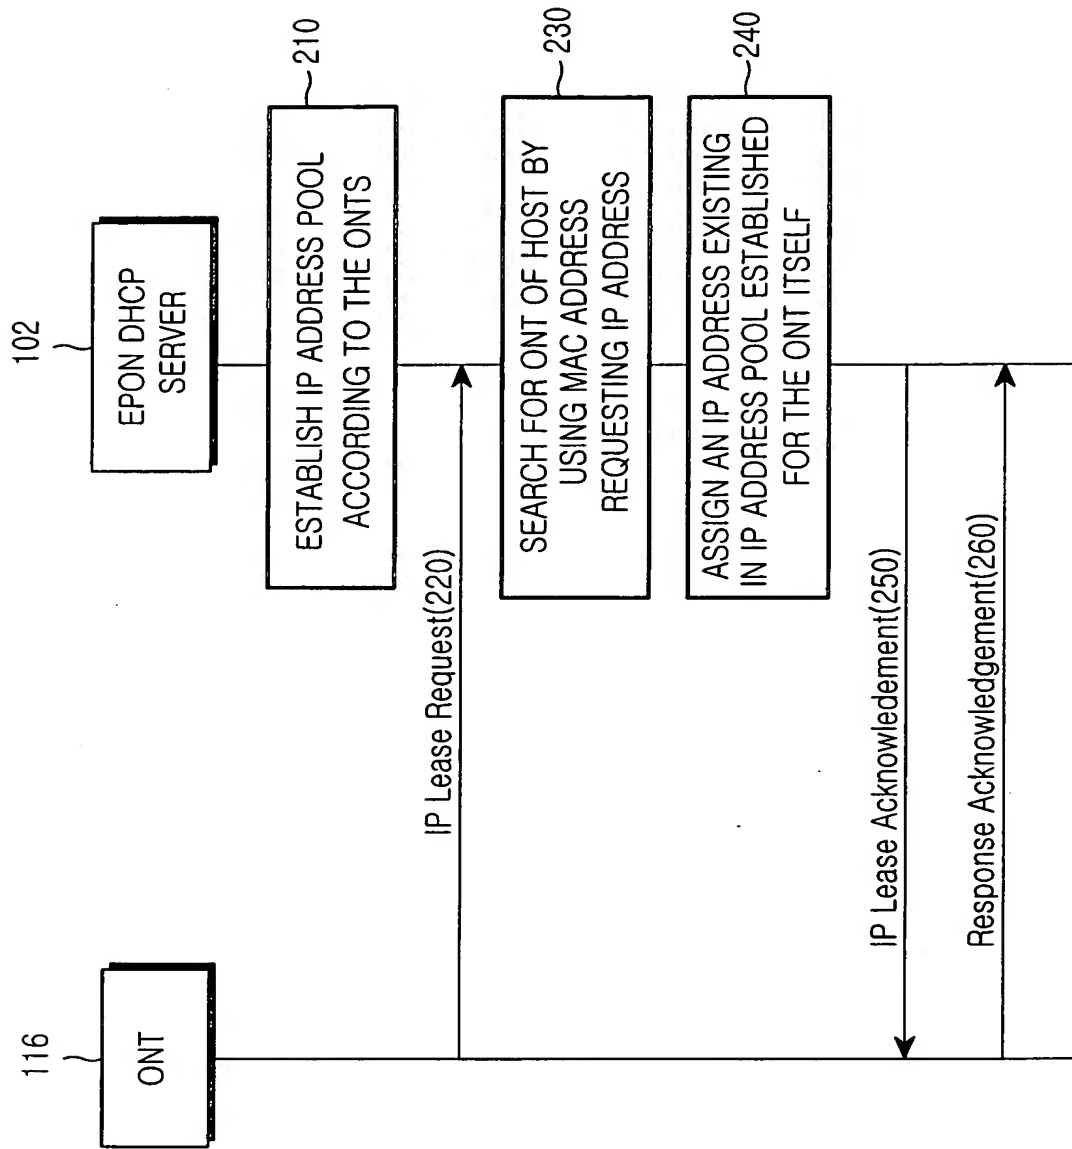 116
ONT
102
EPON DHCP
SERVER
210
ESTABLISH IP ADDRESS POOL
ACCORDING TO THE ONTS
IP Lease Request(220)
230
SEARCH FOR ONT OF HOST BY
USING MAC ADDRESS
REQUESTING IP ADDRESS
240
ASSIGN AN IP ADDRESS EXISTING
IN IP ADDRESS POOL ESTABLISHED
FOR THE ONT ITSELF
IP Lease Acknowledement(250)
Response Acknowledgement(260)